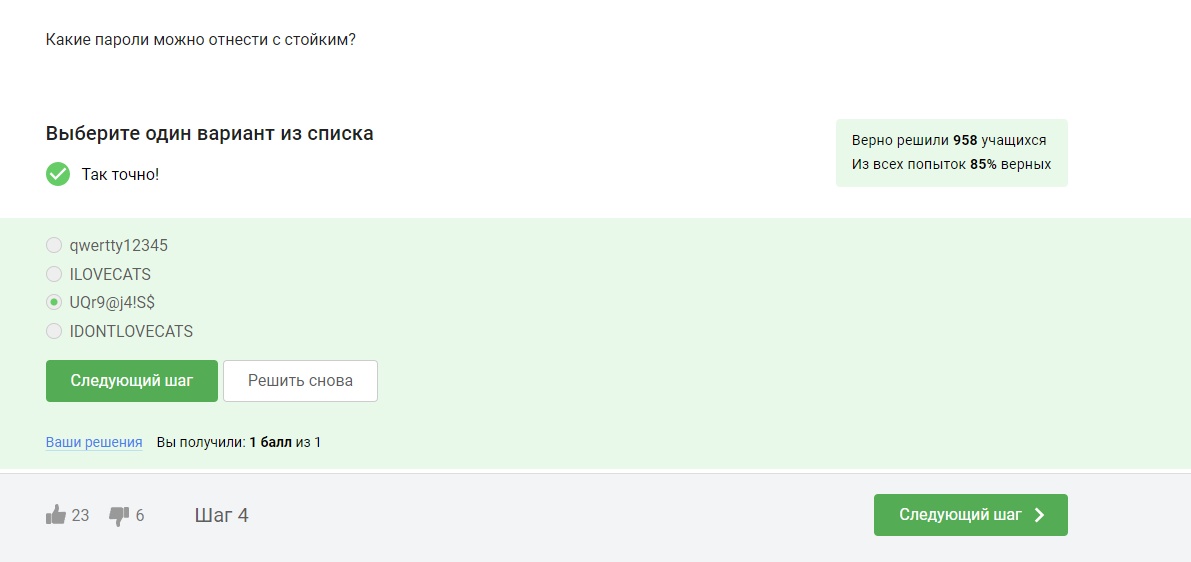 Какие пароли можно отнести с стойким?
Выберите один вариант из списка
Так точно!
Верно решили 958 учащихся
Из всех попыток 85% верных
qwertty12345
ILOVECATS
UQr9@j4!S$
IDONTLOVECATS
Следующий шаг
Решить снова
Ваши решения Вы получили: 1 балл из 1
23 6 Шаг 4
Следующий шаг